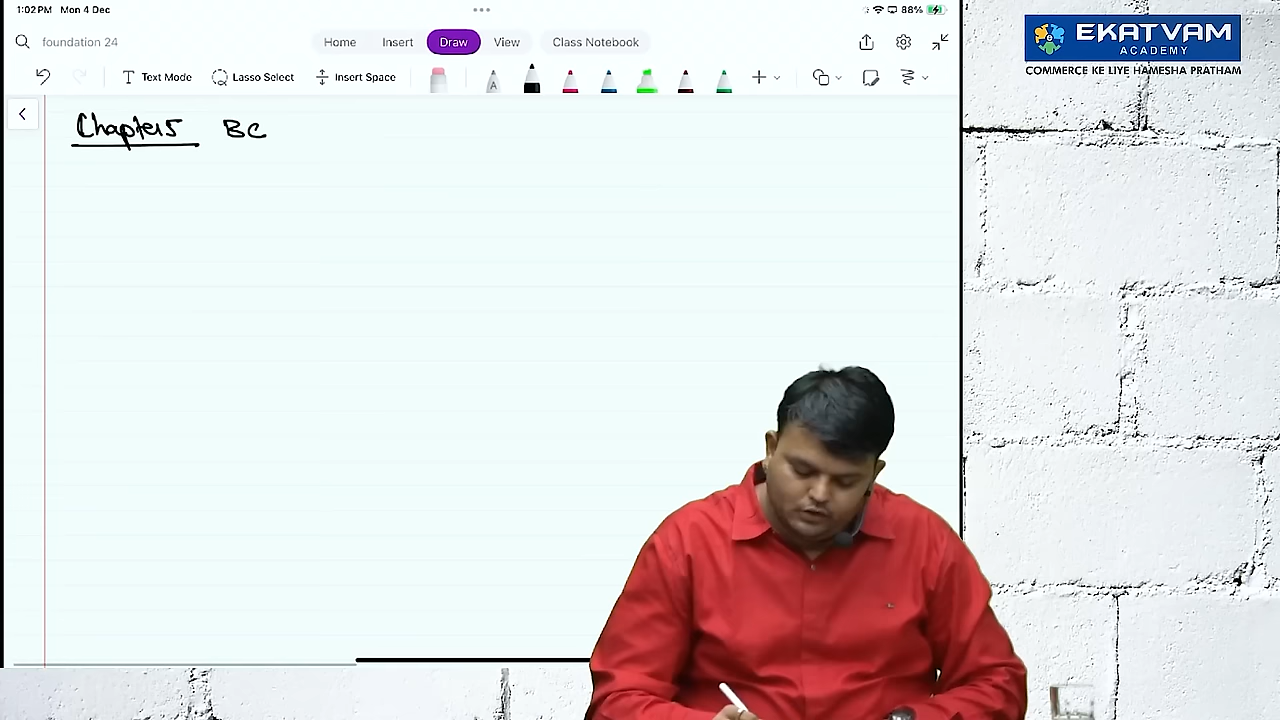 1:02 PM Mon 4 Dec
88%
foundation 24
Home Insert Draw View Class Notebook
Text Mode Lasso Select Insert Space
A
Chapter5 BC
EKATVAM
ACADEMY
COMMERCE KE LIYE HAMESHA PRATHAM